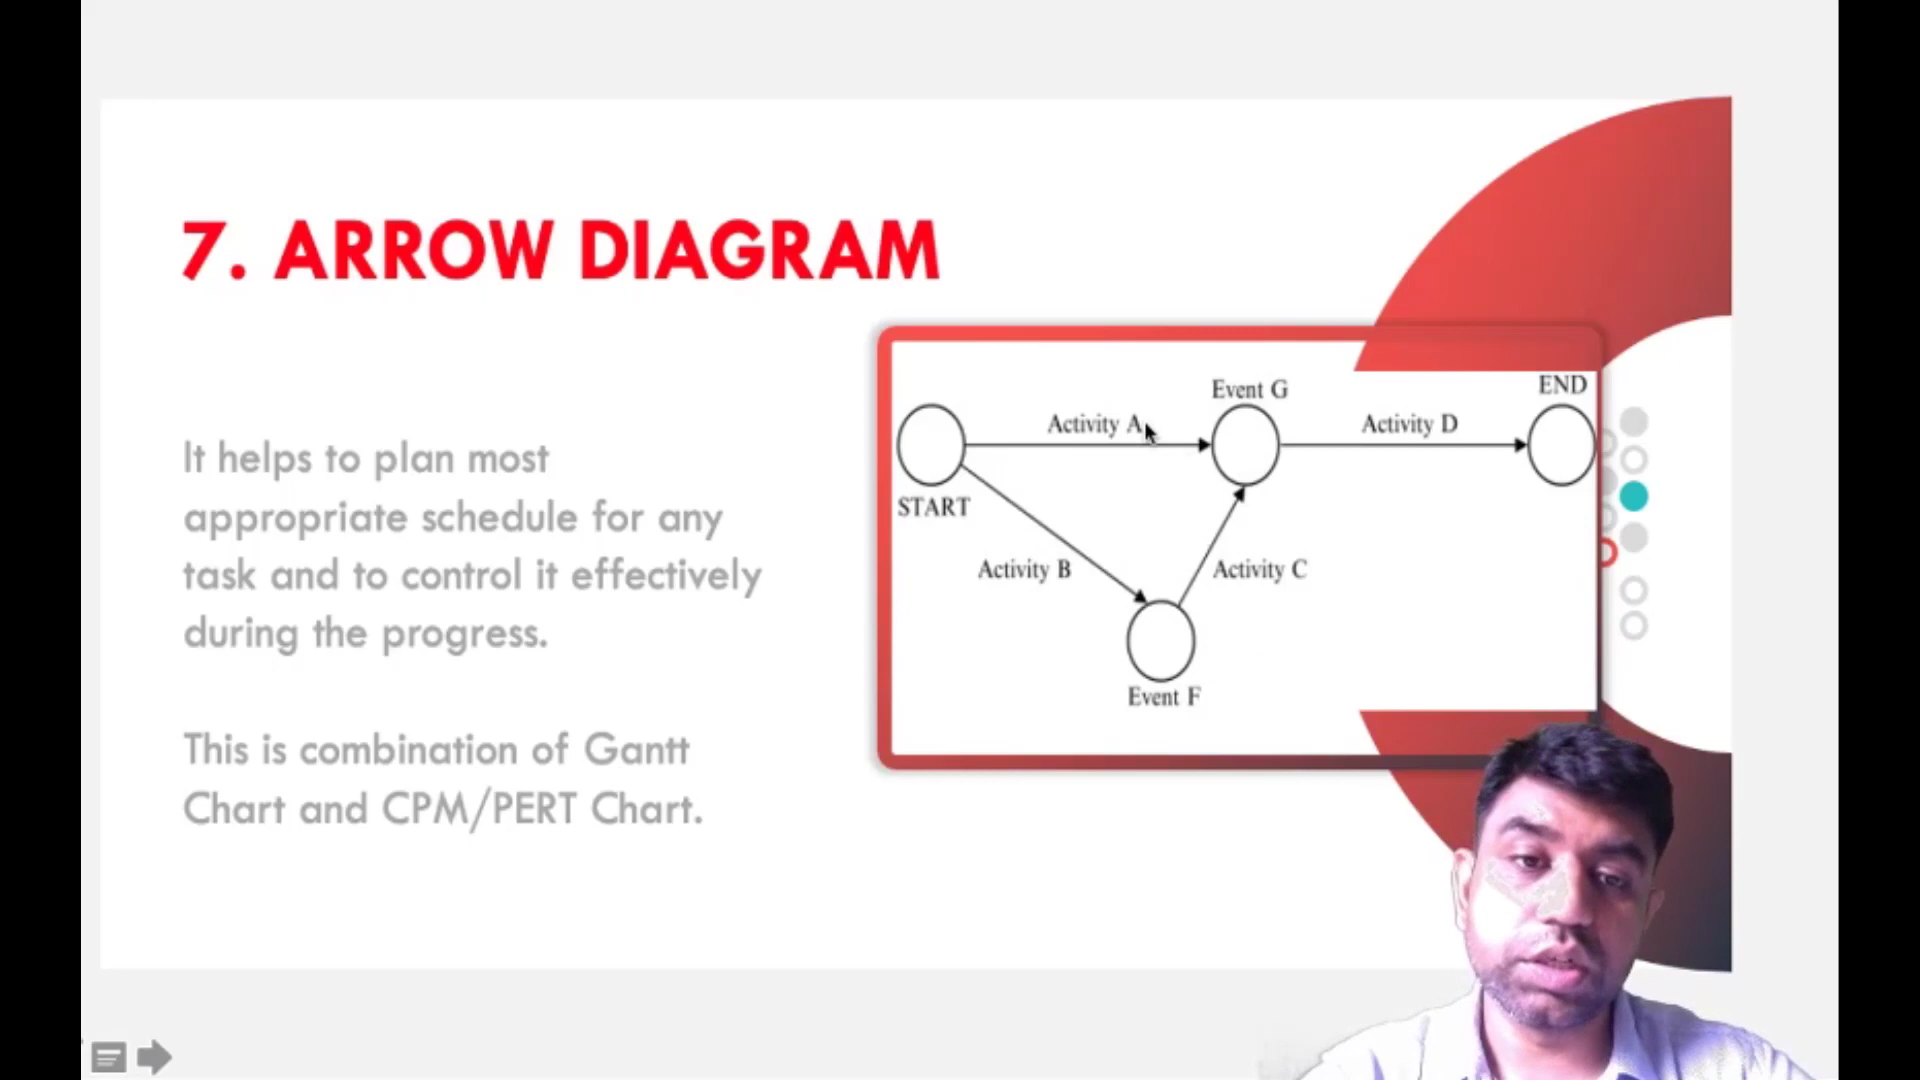 7. ARROW DIAGRAM
It helps to plan most
appropriate schedule for any
task and to control it effectively
during the progress.
This is combination of Gantt
Chart and CPM/PERT Chart.
Event G
END
Activity A
Activity D
START
Activity B
Activity C
Event F